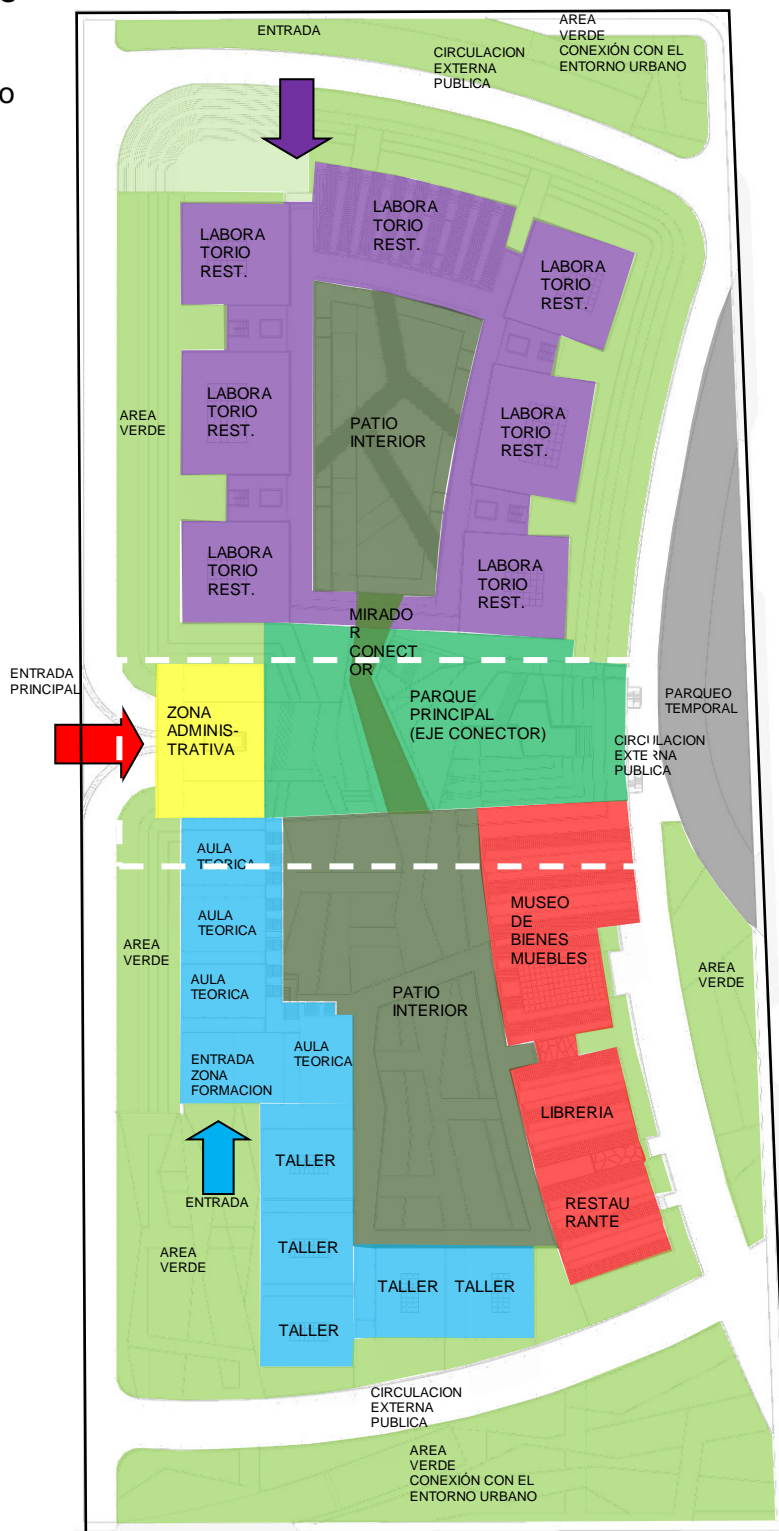 ENTRADA
AREA
VERDE
CONEXIÓN CON EL
ENTORNO URBANO
CIRCULACION
EXTERNA
PUBLICA
o
LABORA
TORIO
REST.
LABORA
TORIO
REST.
LABORA
TORIO
REST.
LABORA
TORIO
REST.
LABORA
TORIO
REST.
LABORA
TORIO
REST.
LABORA
TORIO
REST.
AREA
VERDE
PATIO
INTERIOR
MIRADO
R
CONECT
OR
ENTRADA
PRINCIPAL
ZONA
ADMINIS-
TRATIVA
PARQUE
PRINCIPAL
(EJE CONECTOR)
PARQUEO
TEMPORAL
CIRCULACION
EXTERNA
PUBLICA
AULA
TEORICA
AULA
TEORICA
AULA
TEORICA
AREA
VERDE
MUSEO
DE
BIENES
MUEBLES
AREA
VERDE
PATIO
INTERIOR
AULA
TEORICA
ENTRADA
ZONA
FORMACION
LIBRERIA
TALLER
ENTRADA
RESTAU
RANTE
AREA
VERDE
TALLER
TALLER
TALLER
TALLER
CIRCULACION
EXTERNA
PUBLICA
AREA
VERDE
CONEXIÓN CON EL
ENTORNO URBANO